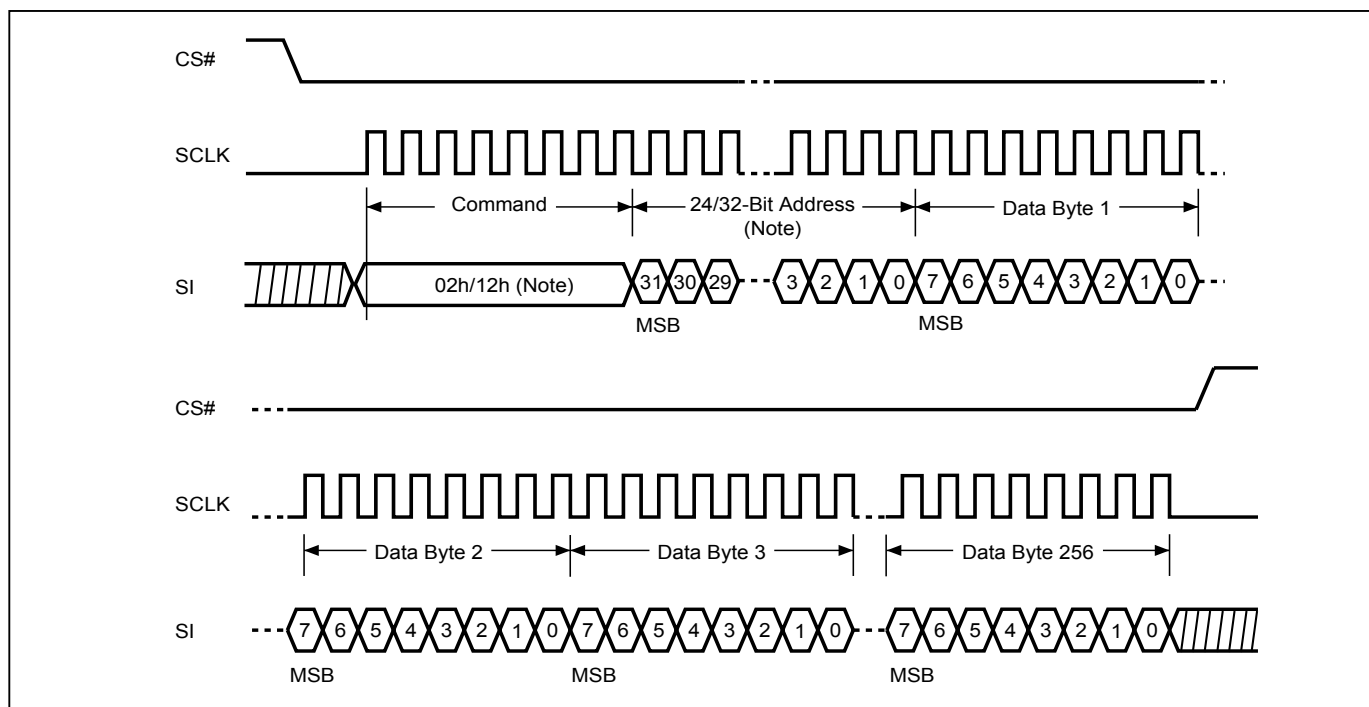 CS#
SCLK
Command
24/32-Bit Address
(Note)
Data Byte 1
SI
02h/12h (Note)
31 30 29
3 2 1 0 7 6 5 4 3 2 1 0
MSB
MSB
CS#
SCLK
Data Byte 2
Data Byte 3
Data Byte 256
SI
7 6 5 4 3 2 1 0 7 6 5 4 3 2 1 0
7 6 5 4 3 2 1 0
MSB
MSB
MSB